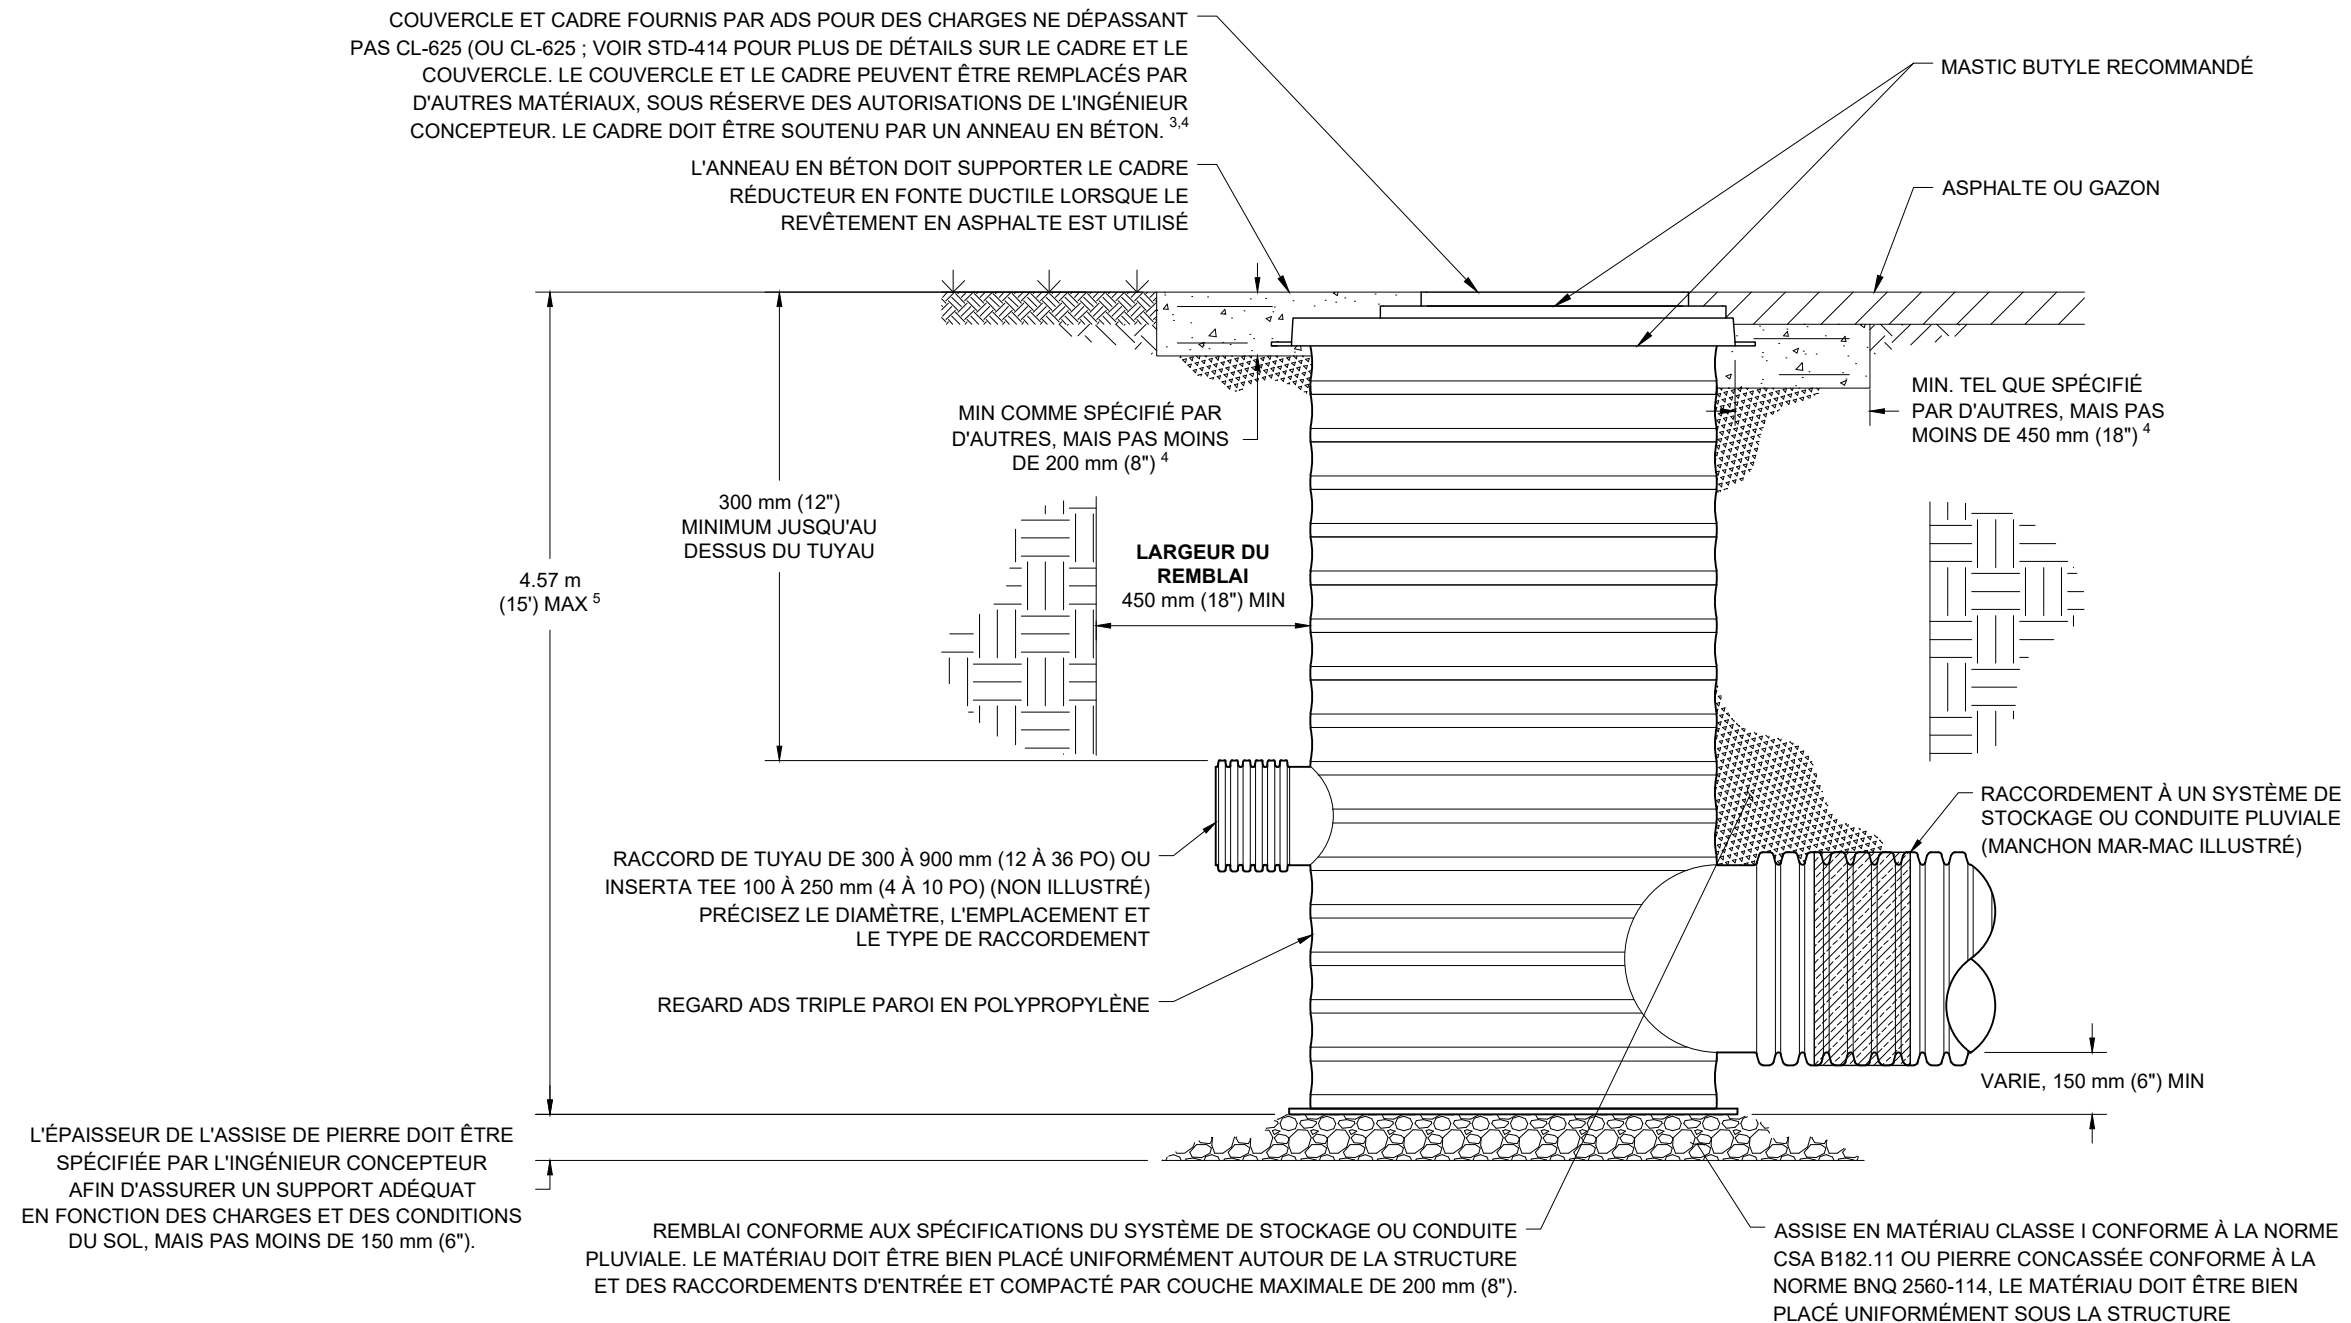 COUVERCLE ET CADRE FOURNIS PAR ADS POUR DES CHARGES NE DÉPASSANT
PAS CL-625 (OU CL-625 ; VOIR STD-414 POUR PLUS DE DÉTAILS SUR LE CADRE ET LE
COUVERCLE. LE COUVERCLE ET LE CADRE PEUVENT ÊTRE REMPLACÉS PAR
D'AUTRES MATÉRIAUX, SOUS RÉSERVE DES AUTORISATIONS DE L'INGÉNIEUR
CONCEPTEUR. LE CADRE DOIT ÊTRE SOUTENU PAR UN ANNEAU EN BÉTON. 3,4
MASTIC BUTYLE RECOMMANDÉ
L'ANNEAU EN BÉTON DOIT SUPPORTER LE CADRE
RÉDUCTEUR EN FONTE DUCTILE LORSQUE LE
REVÊTEMENT EN ASPHALTE EST UTILISÉ
ASPHALTE OU GAZON
MIN COMME SPÉCIFIÉ PAR
D'AUTRES, MAIS PAS MOINS
DE 200 mm (8") 4
MIN. TEL QUE SPÉCIFIÉ
PAR D'AUTRES, MAIS PAS
MOINS DE 450 mm (18") 4
300 mm (12")
MINIMUM JUSQU'AU
DESSUS DU TUYAU
LARGEUR DU
REMBLAI
450 mm (18") MIN
4.57 m
(15') MAX 5
RACCORDEMENT À UN SYSTÈME DE
STOCKAGE OU CONDUITE PLUVIALE
(MANCHON MAR-MAC ILLUSTRÉ)
RACCORD DE TUYAU DE 300 À 900 mm (12 À 36 PO) OU
INSERTA TEE 100 À 250 mm (4 À 10 PO) (NON ILLUSTRÉ)
PRÉCISEZ LE DIAMÈTRE, L'EMPLACEMENT ET
LE TYPE DE RACCORDEMENT
REGARD ADS TRIPLE PAROI EN POLYPROPYLÈNE
VARIE, 150 mm (6") MIN
L'ÉPAISSEUR DE L'ASSISE DE PIERRE DOIT ÊTRE
SPÉCIFIÉE PAR L'INGÉNIEUR CONCEPTEUR
AFIN D'ASSURER UN SUPPORT ADÉQUAT
EN FONCTION DES CHARGES ET DES CONDITIONS
DU SOL, MAIS PAS MOINS DE 150 mm (6").
REMBLAI CONFORME AUX SPÉCIFICATIONS DU SYSTÈME DE STOCKAGE OU CONDUITE
PLUVIALE. LE MATÉRIAU DOIT ÊTRE BIEN PLACÉ UNIFORMÉMENT AUTOUR DE LA STRUCTURE
ET DES RACCORDEMENTS D'ENTRÉE ET COMPACTÉ PAR COUCHE MAXIMALE DE 200 mm (8").
ASSISE EN MATÉRIAU CLASSE I CONFORME À LA NORME
CSA B182.11 OU PIERRE CONCASSÉE CONFORME À LA
NORME BNQ 2560-114, LE MATÉRIAU DOIT ÊTRE BIEN
PLACÉ UNIFORMÉMENT SOUS LA STRUCTURE